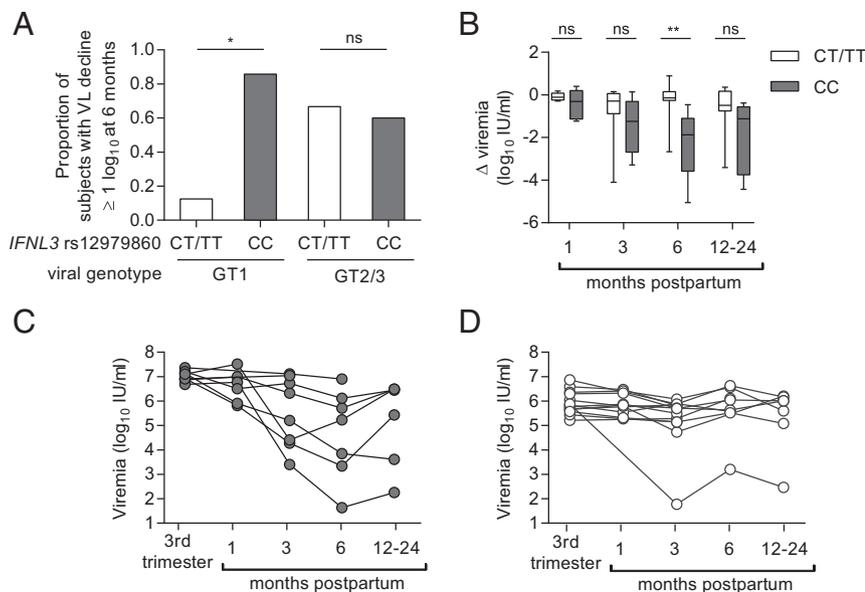 A
Proportion of
subjects with VL decline
≥ 1 log10 at 6 months
1.0
0.8
0.6
0.4
0.2
0.0
*
ns
IFNL3 rs12979860 CT/TT CC CT/TT CC
viral genotype GT1 GT2/3
B
ns ns ** ns
CT/TT
CC
Δ viremia
(log10 IU/ml)
2
0
-2
-4
-6
1 3 6 12-24
months postpartum
C
Viremia (log10 IU/ml)
8
7
6
5
4
3
2
1
3rd
trimester
1 3 6 12-24
months postpartum
D
Viremia (log10 IU/ml)
8
7
6
5
4
3
2
1
3rd
trimester
1 3 6 12-24
months postpartum